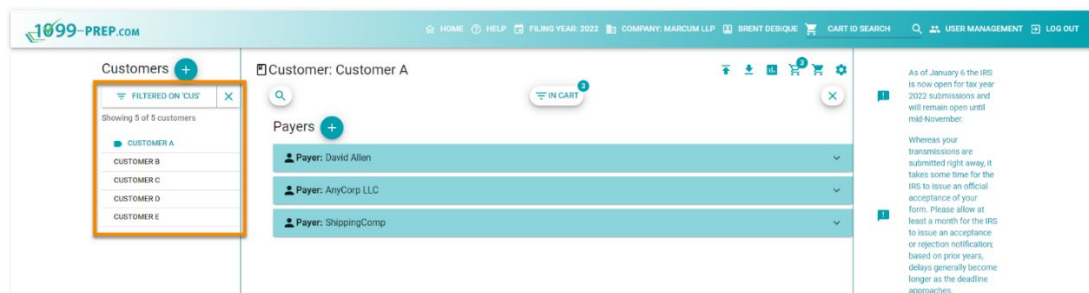 1099-PREP.COM
HOME HELP FILING YEAR: 2022 COMPANY: MARCUM LLP BRENT DEBIQUE CART ID SEARCH USER MANAGEMENT LOG OUT
Customers +
FILTERED ON 'CUS' X
Showing 5 of 5 customers
CUSTOMER A
CUSTOMER B
CUSTOMER C
CUSTOMER D
CUSTOMER E
Customer: Customer A
3
IN CART 3
Payers +
Payer: David Allen
Payer: AnyCorp LLC
Payer: ShippingComp
As of January 6 the IRS
is now open for tax year
2022 submissions and
will remain open until
mid-November.
Whereas your
transmissions are
submitted right away, it
takes some time for the
IRS to issue an official
acceptance of your
form. Please allow at
least a month for the IRS
to issue an acceptance
or rejection notification;
based on prior years,
delays generally become
longer as the deadline
approaches.